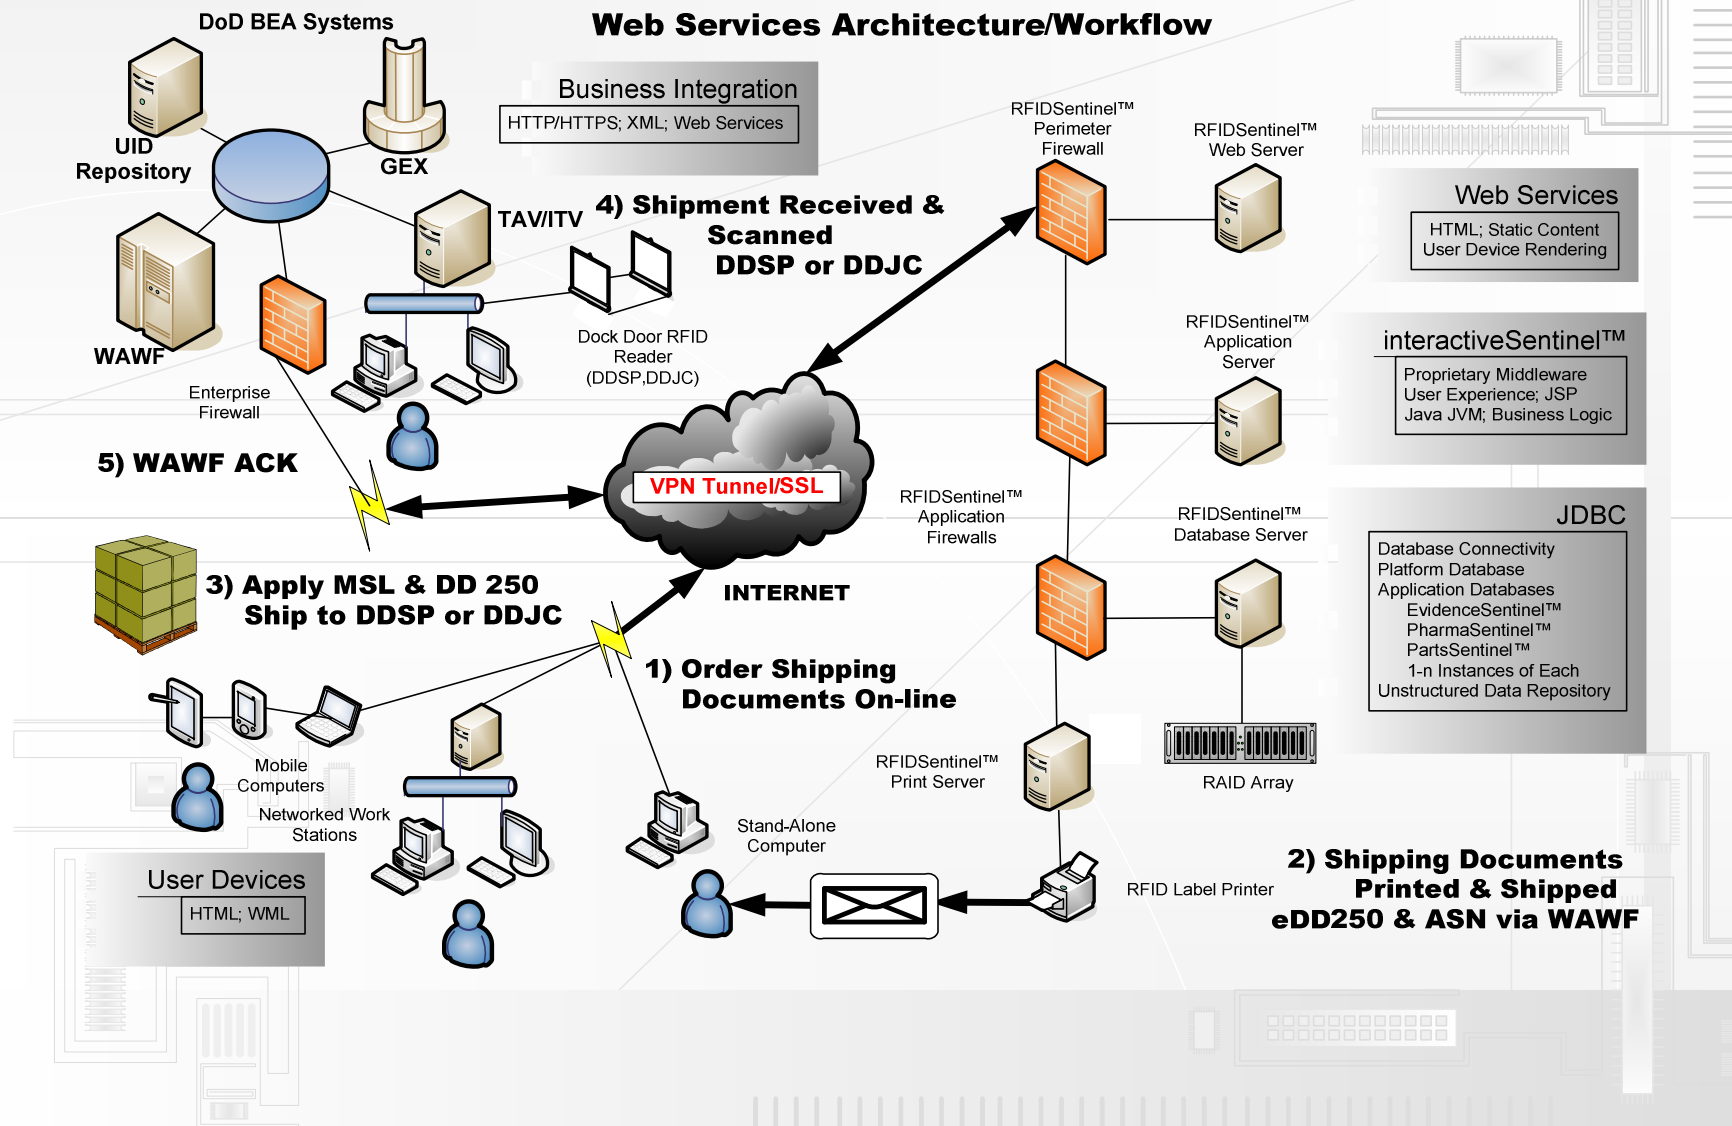 DoD BEA Systems
Web Services Architecture/Workflow
UID
Repository
GEX
Business Integration
HTTP/HTTPS; XML; Web Services
RFIDSentinel™
Perimeter
Firewall
RFIDSentinel™
Web Server
Web Services
HTML; Static Content
User Device Rendering
TAV/ITV
4) Shipment Received &
Scanned
DDSP or DDJC
WAWF
Enterprise
Firewall
Dock Door RFID
Reader
(DDSP,DDJC)
RFIDSentinel™
Application
Server
interactiveSentinel™
Proprietary Middleware
User Experience; JSP
Java JVM; Business Logic
5) WAWF ACK
VPN Tunnel/SSL
RFIDSentinel™
Application
Firewalls
RFIDSentinel™
Database Server
JDBC
Database Connectivity
Platform Database
Application Databases
EvidenceSentinel™
PharmaSentinel™
PartsSentinel™
1-n Instances of Each
Unstructured Data Repository
3) Apply MSL & DD 250
Ship to DDSP or DDJC
INTERNET
1) Order Shipping
Documents On-line
Mobile
Computers
Networked Work
Stations
RFIDSentinel™
Print Server
RAID Array
Stand-Alone
Computer
User Devices
HTML; WML
RFID Label Printer
2) Shipping Documents
Printed & Shipped
eDD250 & ASN via WAWF